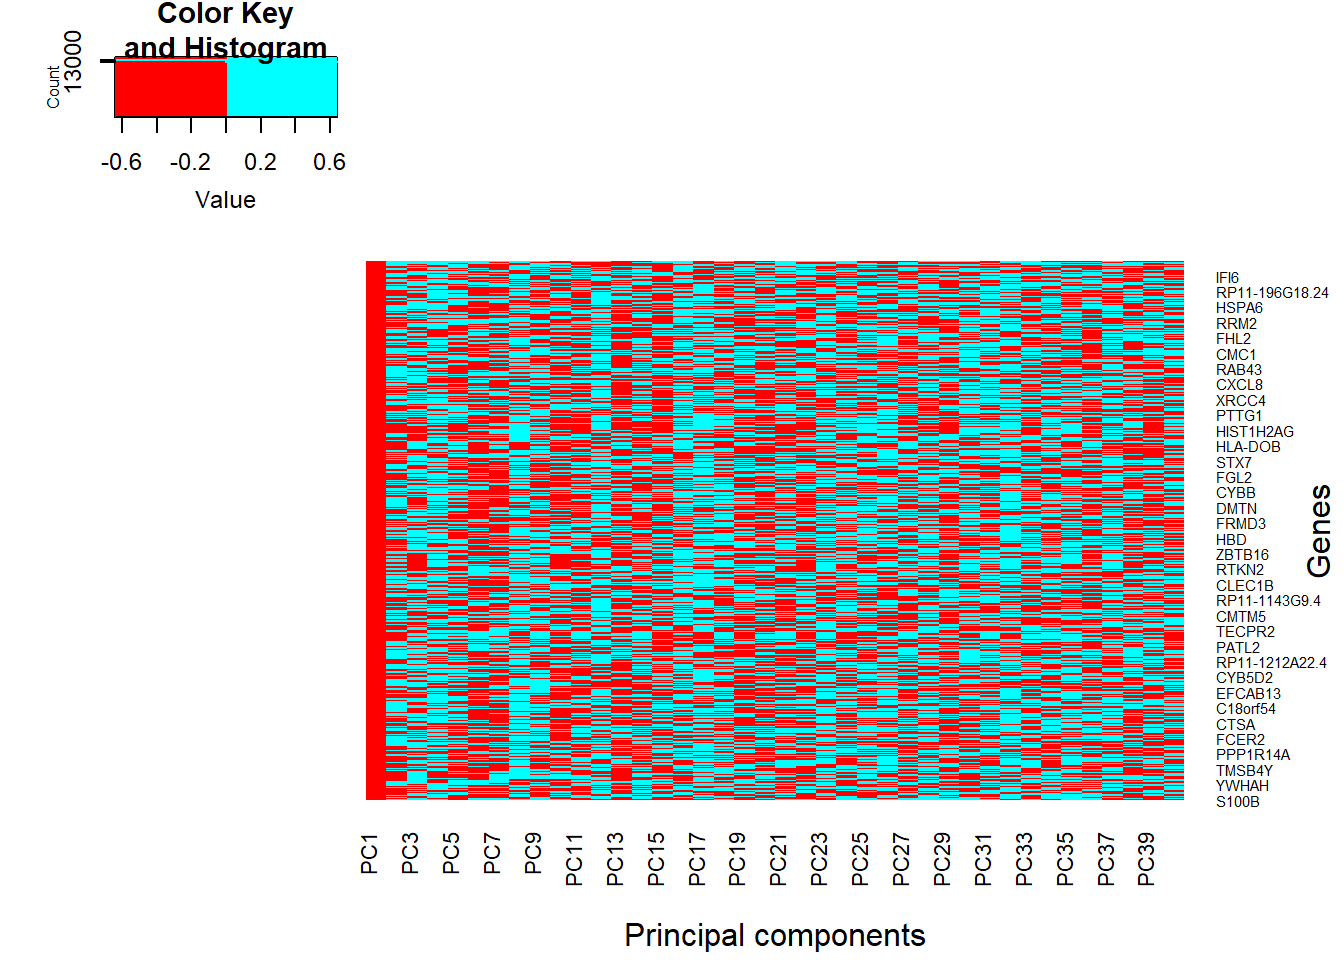 Color Key
and Histogram
Count
13000
-0.6 -0.2 0.2 0.6
Value
IFI6
RP11-196G18.24
HSPA6
RRM2
FHL2
CMC1
RAB43
CXCL8
XRCC4
PTTG1
HIST1H2AG
HLA-DOB
STX7
FGL2
CYBB
DMTN
FRMD3
HBD
ZBTB16
RTKN2
CLEC1B
RP11-1143G9.4
CMTM5
TECPR2
PATL2
RP11-1212A22.4
CYB5D2
EFCAB13
C18orf54
CTSA
FCER2
PPP1R14A
TMSB4Y
YWHAH
S100B
Genes
PC1 PC3 PC5 PC7 PC9 PC11 PC13 PC15 PC17 PC19 PC21 PC23 PC25 PC27 PC29 PC31 PC33 PC35 PC37 PC39
Principal components